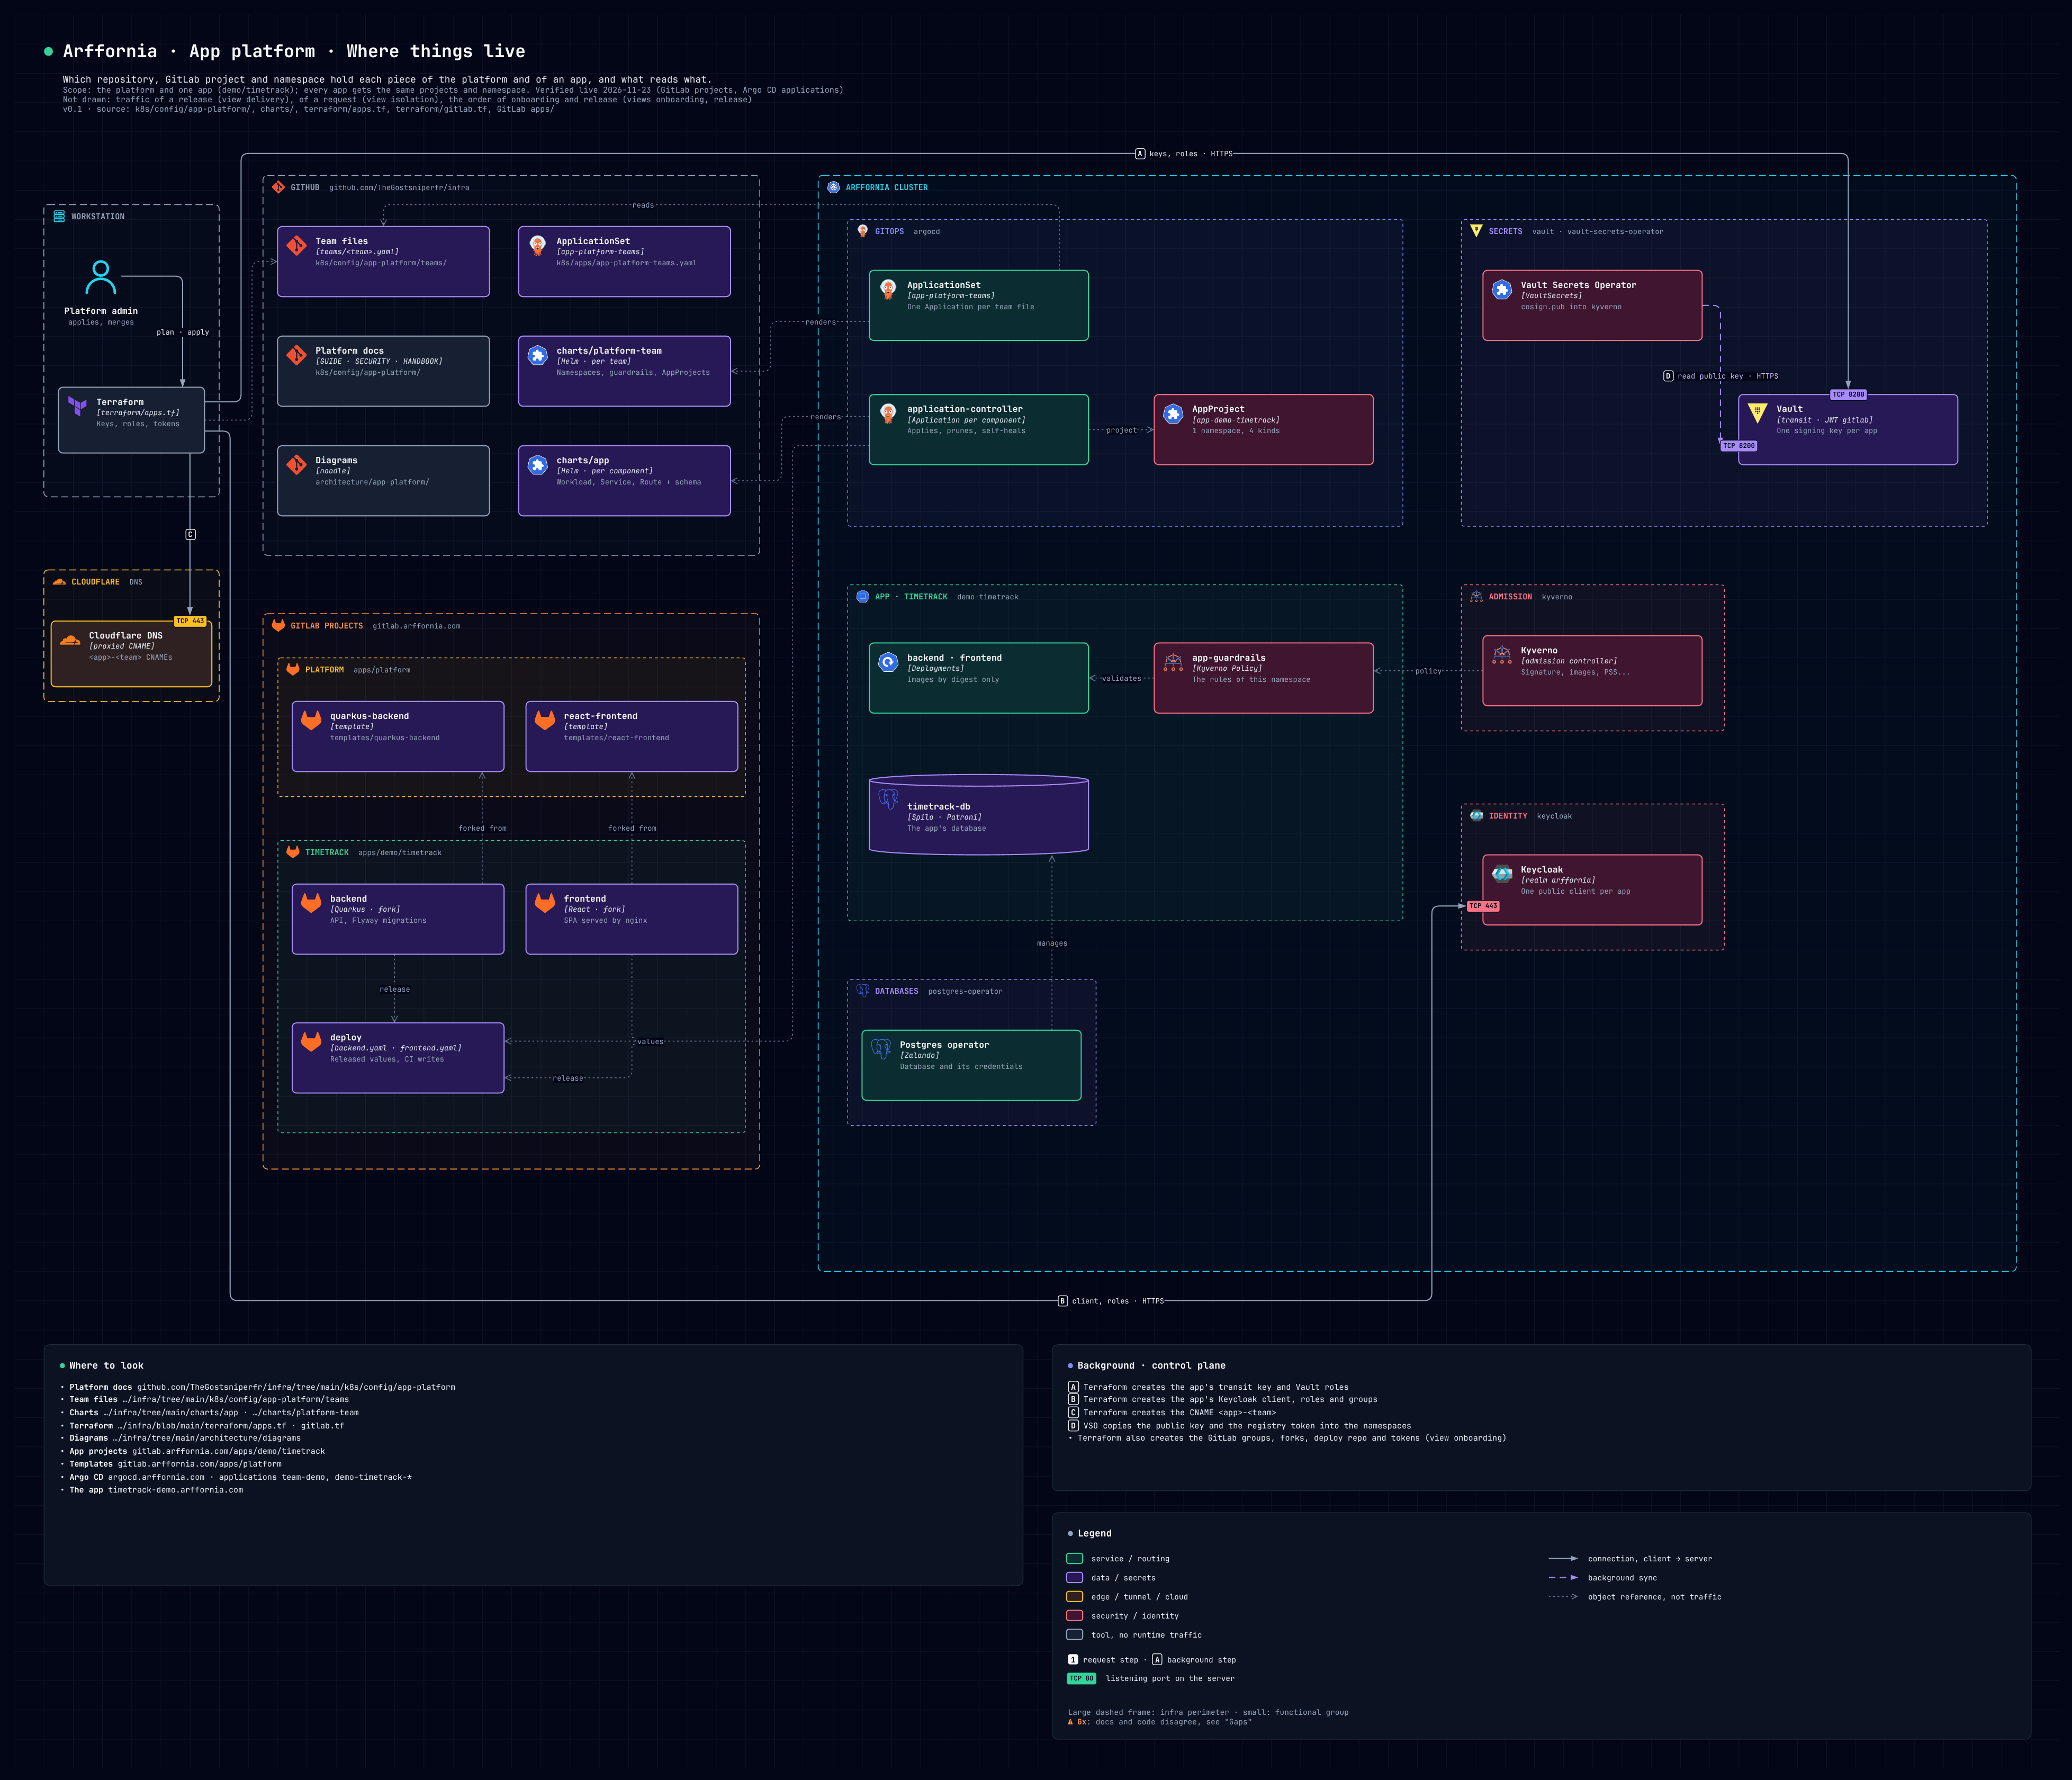 Arffornia · App platform · Where things live
Which repository, GitLab project and namespace hold each piece of the platform and of an app, and what reads what.
Scope: the platform and one app (demo/timetrack); every app gets the same projects and namespace. Verified live 2026-11-23 (GitLab projects, Argo CD applications)
Not drawn: traffic of a release (view delivery), of a request (view isolation), the order of onboarding and release (views onboarding, release)
v0.1 · source: k8s/config/app-platform/, charts/, terraform/apps.tf, terraform/gitlab.tf, GitLab apps/
A keys, roles · HTTPS
WORKSTATION
Platform admin
applies, merges
plan · apply
Terraform
[terraform/apps.tf]
Keys, roles, tokens
C
CLOUDFLARE DNS
TCP 443
Cloudflare DNS
[proxied CNAME]
<app>-<team> CNAMEs
GITHUB github.com/TheGostsniperfr/infra
reads
Team files
[teams/<team>.yaml]
k8s/config/app-platform/teams/
ApplicationSet
[app-platform-teams]
k8s/apps/app-platform-teams.yaml
Platform docs
[GUIDE · SECURITY · HANDBOOK]
k8s/config/app-platform/
charts/platform-team
[Helm · per team]
Namespaces, guardrails, AppProjects
Diagrams
[noodle]
architecture/app-platform/
charts/app
[Helm · per component]
Workload, Service, Route + schema
renders
renders
GITLAB PROJECTS gitlab.arffornia.com
PLATFORM apps/platform
quarkus-backend
[template]
templates/quarkus-backend
react-frontend
[template]
templates/react-frontend
forked from
forked from
TIMETRACK apps/demo/timetrack
backend
[Quarkus · fork]
API, Flyway migrations
frontend
[React · fork]
SPA served by nginx
release
deploy
[backend.yaml · frontend.yaml]
Released values, CI writes
values
release
ARFFORNIA CLUSTER
GITOPS argocd
ApplicationSet
[app-platform-teams]
One Application per team file
application-controller
[Application per component]
Applies, prunes, self-heals
project
AppProject
[app-demo-timetrack]
1 namespace, 4 kinds
SECRETS vault · vault-secrets-operator
Vault Secrets Operator
[VaultSecrets]
cosign.pub into kyverno
D read public key · HTTPS
TCP 8200
Vault
[transit · JWT gitlab]
One signing key per app
TCP 8200
APP · TIMETRACK demo-timetrack
backend · frontend
[Deployments]
Images by digest only
validates
app-guardrails
[Kyverno Policy]
The rules of this namespace
policy
timetrack-db
[Spilo · Patroni]
The app's database
manages
ADMISSION kyverno
Kyverno
[admission controller]
Signature, images, PSS...
IDENTITY keycloak
Keycloak
[realm arffornia]
One public client per app
TCP 443
DATABASES postgres-operator
Postgres operator
[Zalando]
Database and its credentials
B client, roles · HTTPS
Where to look
• Platform docs github.com/TheGostsniperfr/infra/tree/main/k8s/config/app-platform
• Team files …/infra/tree/main/k8s/config/app-platform/teams
• Charts …/infra/tree/main/charts/app · …/charts/platform-team
• Terraform …/infra/blob/main/terraform/apps.tf · gitlab.tf
• Diagrams …/infra/tree/main/architecture/diagrams
• App projects gitlab.arffornia.com/apps/demo/timetrack
• Templates gitlab.arffornia.com/apps/platform
• Argo CD argocd.arffornia.com · applications team-demo, demo-timetrack-*
• The app timetrack-demo.arffornia.com
Background · control plane
A Terraform creates the app's transit key and Vault roles
B Terraform creates the app's Keycloak client, roles and groups
C Terraform creates the CNAME <app>-<team>
D VSO copies the public key and the registry token into the namespaces
• Terraform also creates the GitLab groups, forks, deploy repo and tokens (view onboarding)
Legend
service / routing
data / secrets
edge / tunnel / cloud
security / identity
tool, no runtime traffic
connection, client → server
background sync
object reference, not traffic
1 request step · A background step
TCP 80 listening port on the server
Large dashed frame: infra perimeter · small: functional group
Gx: docs and code disagree, see "Gaps"